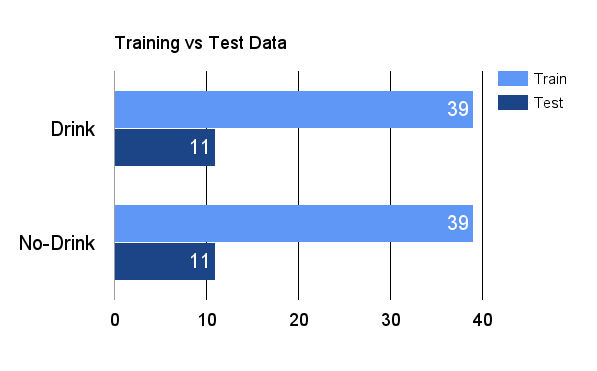 Training vs Test Data
Train
Test
Drink
39
11
No-Drink
39
11
0 10 20 30 40